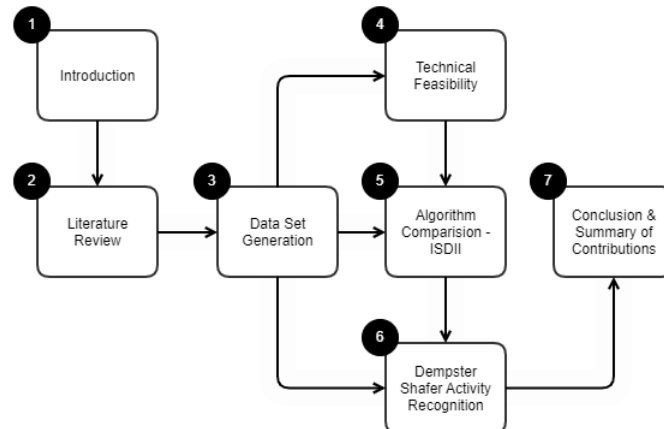 1
Introduction
2
Literature
Review
3
Data Set
Generation
4
Technical
Feasibility
5
Algorithm
Comparision -
ISDII
6
Dempster
Shafer Activity
Recognition
7
Conclusion &
Summary of
Contributions